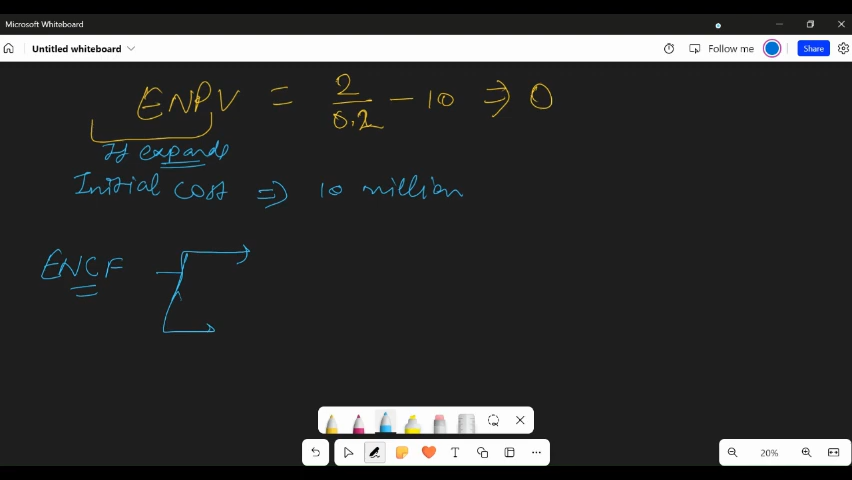 Microsoft Whiteboard
Untitled whiteboard
Follow me
Share
ENPV = 2/0.2 - 10 ⇒ 0
If expands
Initial cost ⇒ 10 million
ENCF
T
20%